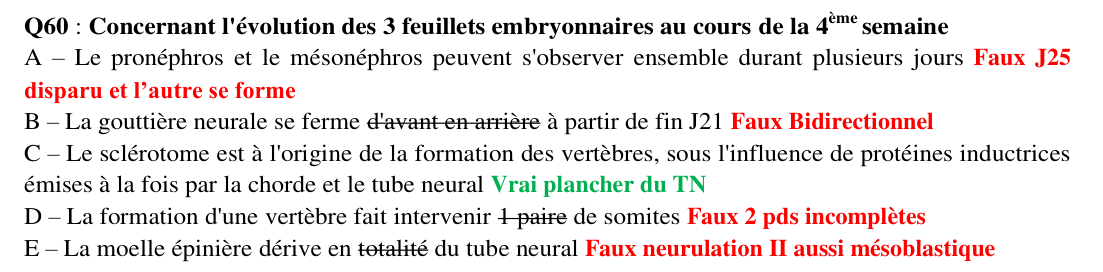 Q60 : Concernant l'évolution des 3 feuillets embryonnaires au cours de la 4ème semaine
A – Le pronéphros et le mésonéphros peuvent s'observer ensemble durant plusieurs jours Faux J25
disparu et l’autre se forme
B – La gouttière neurale se ferme d'avant en arrière à partir de fin J21 Faux Bidirectionnel
C – Le sclérotome est à l'origine de la formation des vertèbres, sous l'influence de protéines inductrices
émises à la fois par la chorde et le tube neural Vrai plancher du TN
D – La formation d'une vertèbre fait intervenir 1 paire de somites Faux 2 pds incomplètes
E – La moelle épinière dérive en totalité du tube neural Faux neurulation II aussi mésoblastique